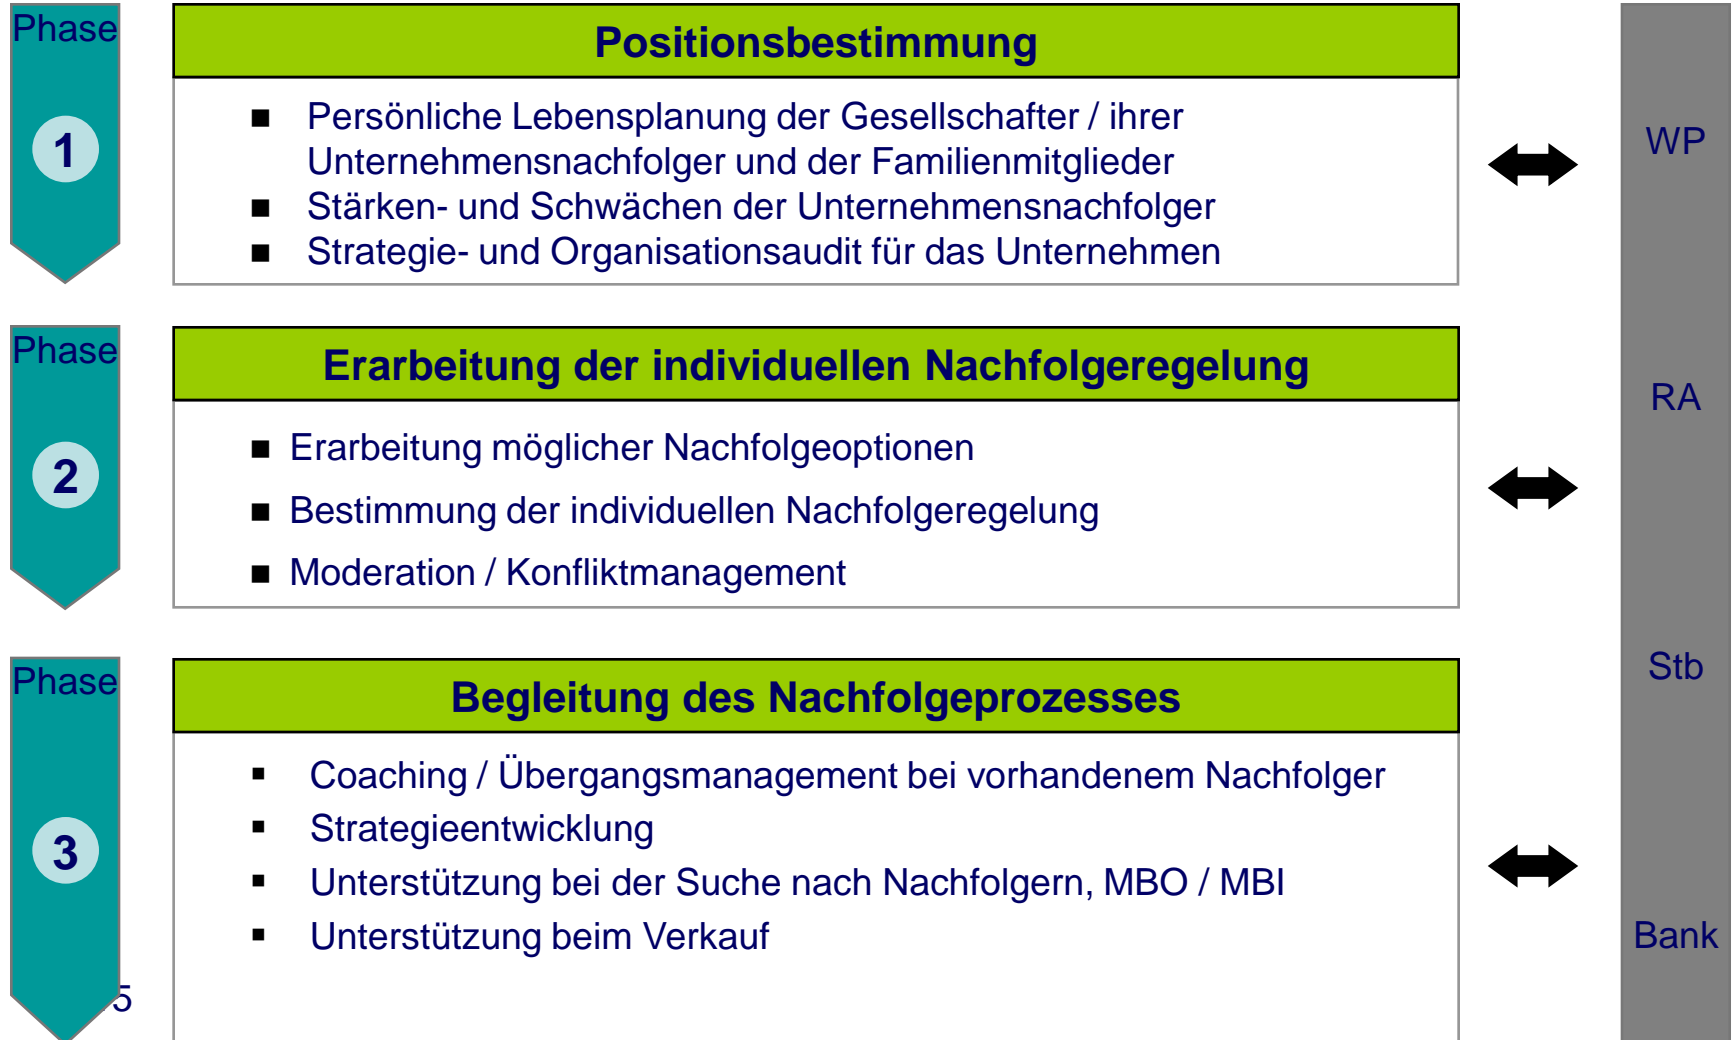 Phase
1
Positionsbestimmung
Persönliche Lebensplanung der Gesellschafter / ihrer
Unternehmensnachfolger und der Familienmitglieder
Stärken- und Schwächen der Unternehmensnachfolger
Strategie- und Organisationsaudit für das Unternehmen
WP
Phase
2
Erarbeitung der individuellen Nachfolgeregelung
Erarbeitung möglicher Nachfolgeoptionen
Bestimmung der individuellen Nachfolgeregelung
Moderation / Konfliktmanagement
RA
Phase
3
Begleitung des Nachfolgeprozesses
Coaching / Übergangsmanagement bei vorhandenem Nachfolger
Strategieentwicklung
Unterstützung bei der Suche nach Nachfolgern, MBO / MBI
Unterstützung beim Verkauf
Stb
Bank
5